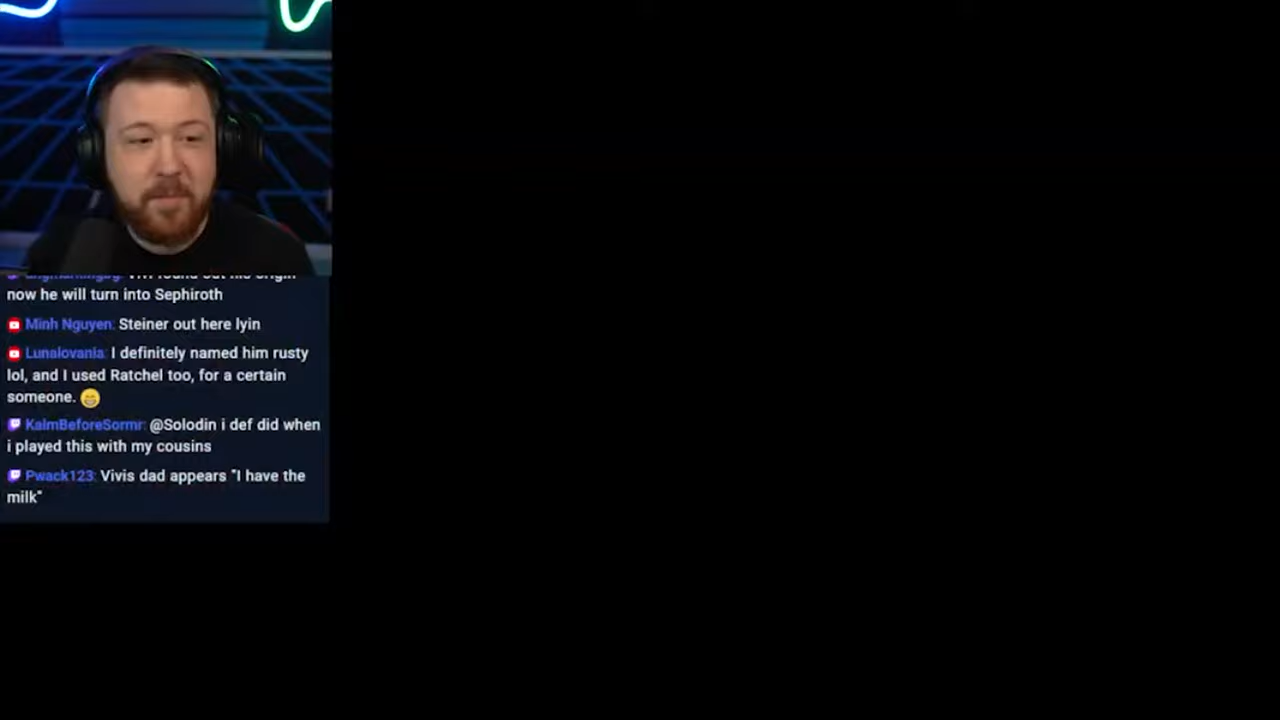 now he will turn into Sephiroth
Minh Nguyen: Steiner out here lyin
Lunalovania: I definitely named him rusty
lol, and I used Ratchel too, for a certain
someone. 😄
KalmBeforeSormr: @Solodin i def did when
i played this with my cousins
Pwack123: Vivis dad appears "I have the
milk"